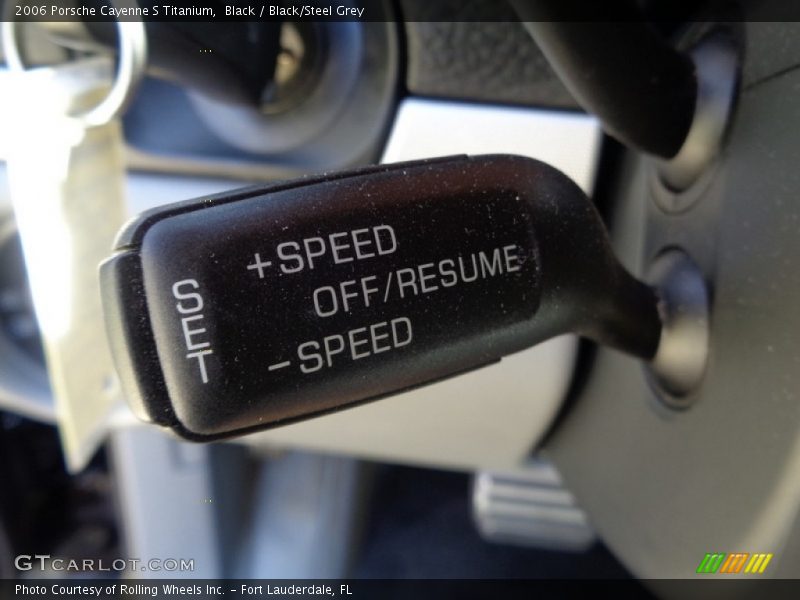 2006 Porsche Cayenne S Titanium,  Black / Black/Steel Grey
+SPEED
OFF/RESUME
-SPEED
SET
GTCARLOT.COM
Photo Courtesy of Rolling Wheels Inc. - Fort Lauderdale, FL